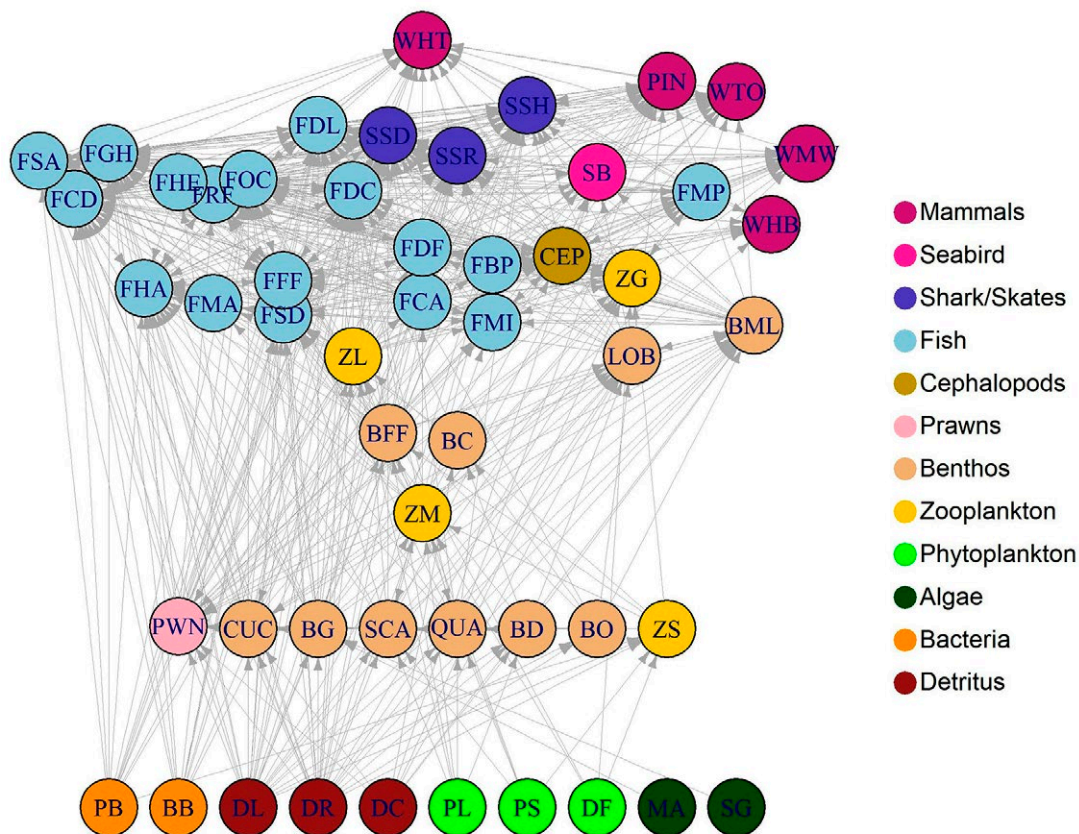 WHT
PIN
WTO
SSH
FDL
SSD
SSR
FSA
FGH
WMW
FHE
FOC
FRF
FCD
FDC
SB
FMP
WHB
FDF
FBP
CEP
ZG
FHA
FMA
FFF
FSD
FCA
FMI
BML
ZL
LOB
BFF
BC
ZM
PWN
CUC
BG
SCA
QUA
BD
BO
ZS
PB
BB
DL
DR
DC
PL
PS
DF
MA
SG
Mammals
Seabird
Shark/Skates
Fish
Cephalopods
Prawns
Benthos
Zooplankton
Phytoplankton
Algae
Bacteria
Detritus